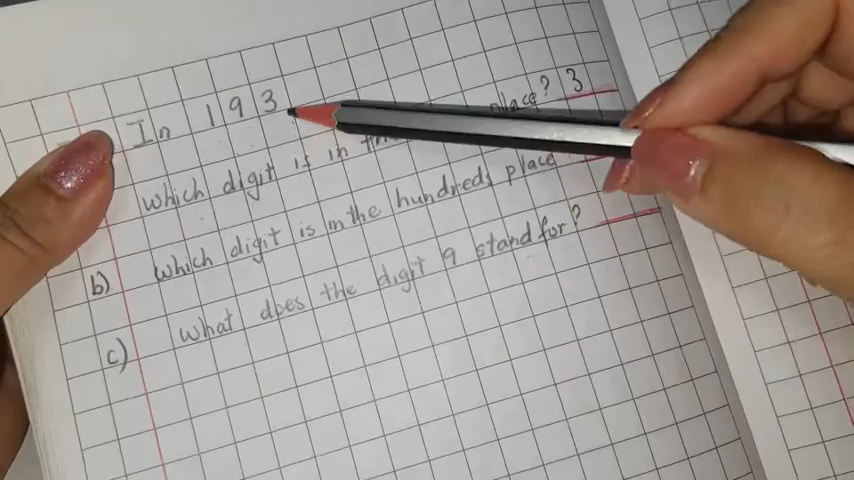 In 193
which digit if in place? 3
b) which digit is in the hundreds place
c) what does the digit 9 stand for?